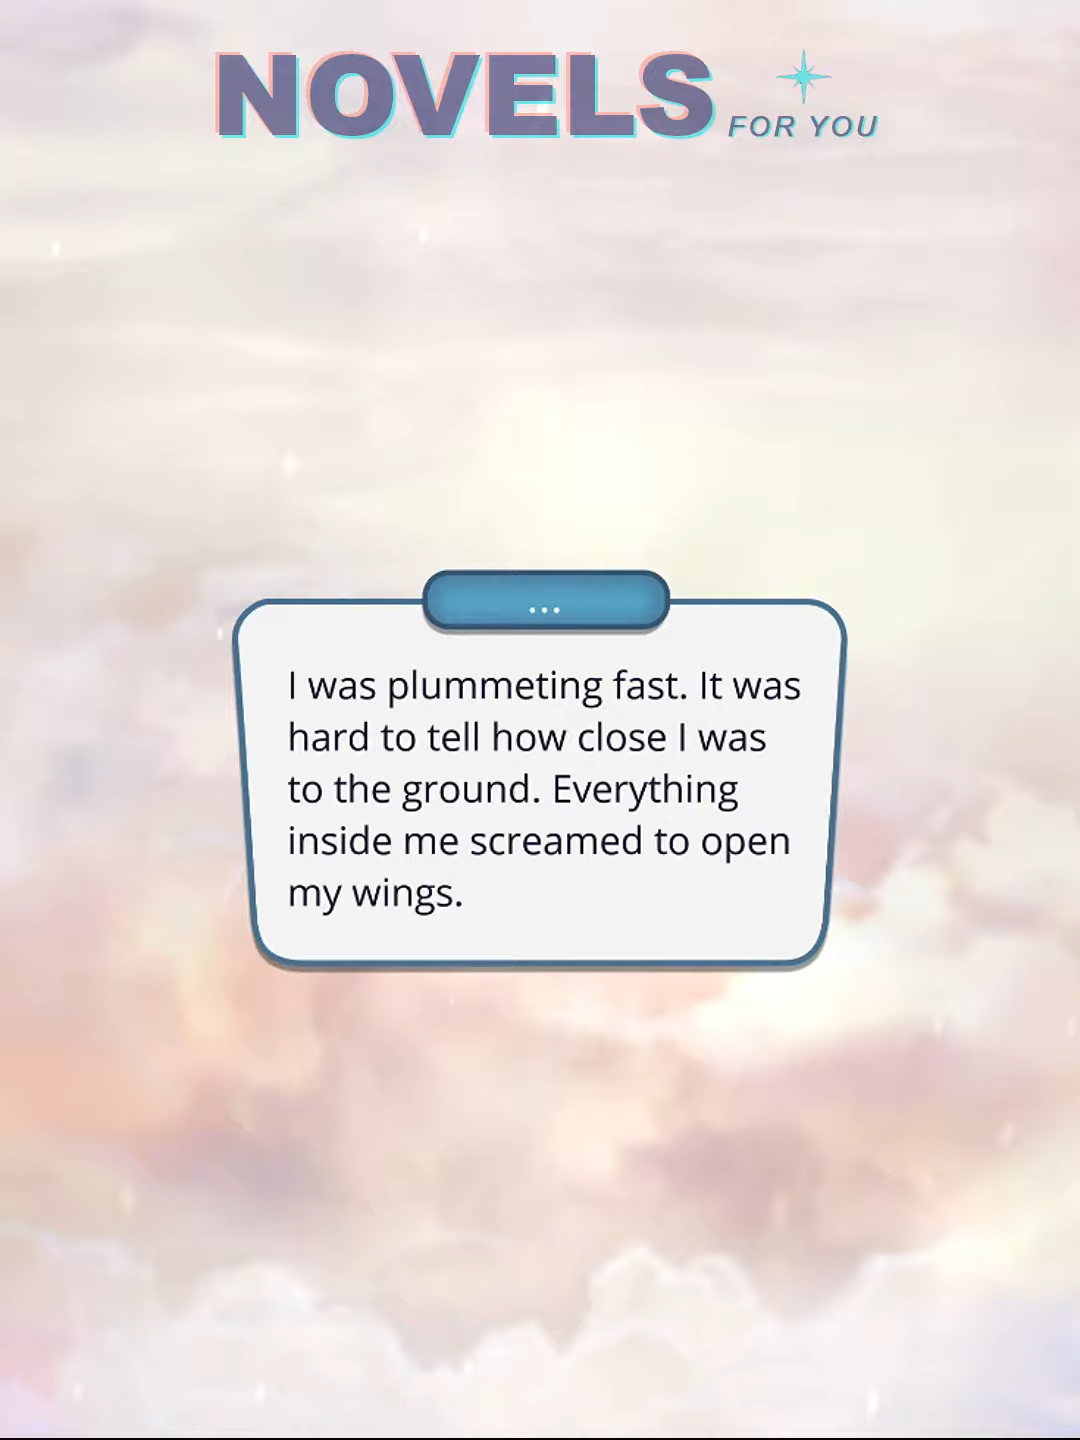 NOVELS
FOR YOU
...
I was plummeting fast. It was
hard to tell how close I was
to the ground. Everything
inside me screamed to open
my wings.